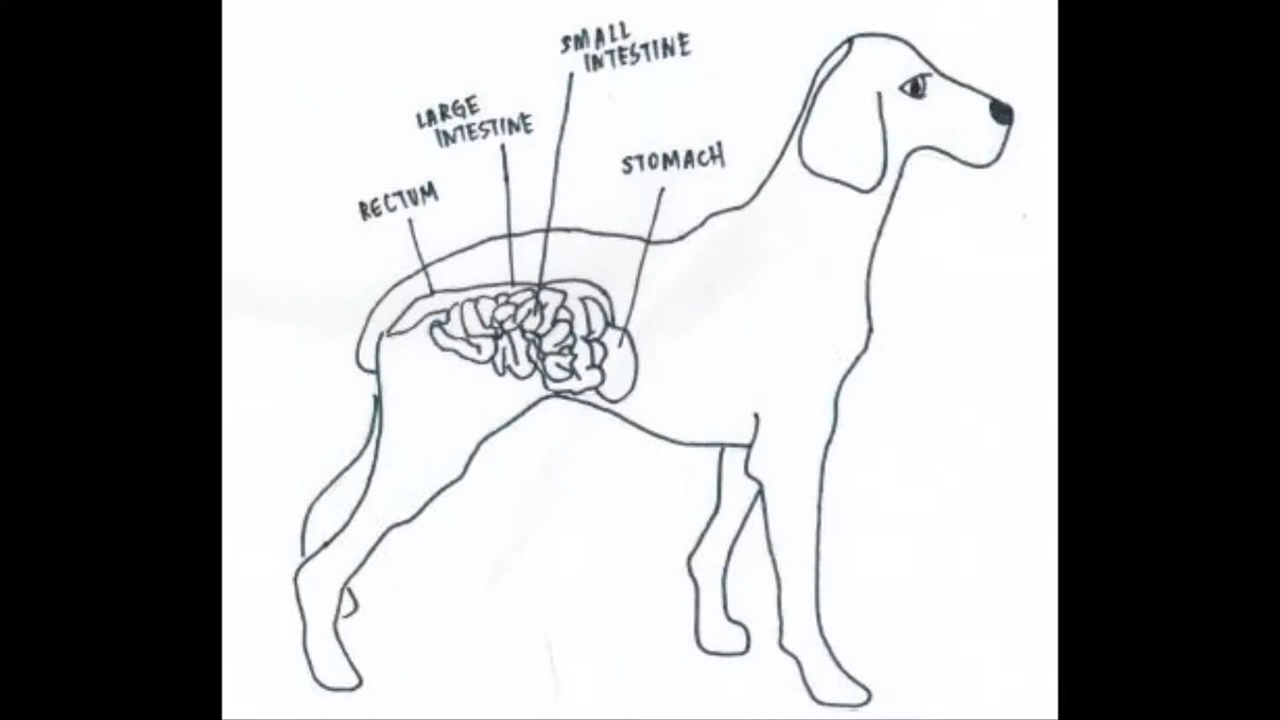 SMALL
INTESTINE
LARGE
INTESTINE
STOMACH
RECTUM